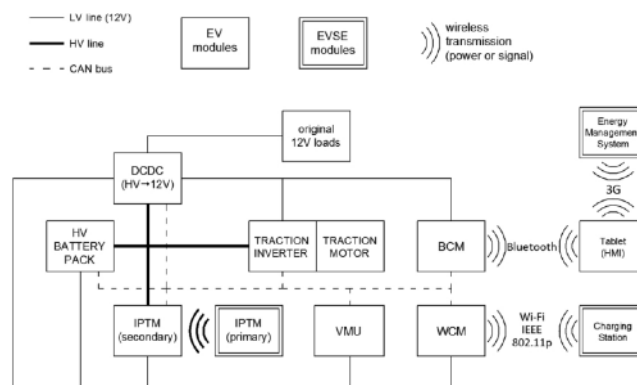 LV line (12V)
HV line
CAN bus
EV
modules
EVSE
modules
wireless
transmission
(power or signal)
original
12V loads
Energy
Management
System
DCDC
(HV→12V)
3G
HV
BATTERY
PACK
TRACTION
INVERTER
TRACTION
MOTOR
BCM
Bluetooth
Tablet
(HMI)
IPTM
(secondary)
IPTM
(primary)
VMU
WCM
Wi-Fi
IEEE
802.11p
Charging
Station